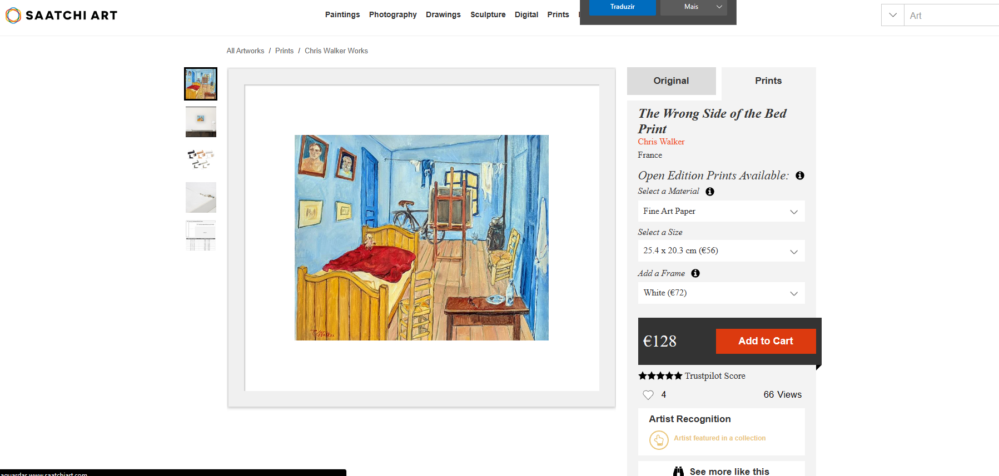 SAATCHI ART
Paintings Photography Drawings Sculpture Digital Prints
Traduzir Mais
Art
All Artworks / Prints / Chris Walker Works
Original Prints
The Wrong Side of the Bed
Print
Chris Walker
France
Open Edition Prints Available:
Select a Material
Fine Art Paper
Select a Size
25.4 x 20.3 cm (€56)
Add a Frame
White (€72)
€128 Add to Cart
Trustpilot Score
4 66 Views
Artist Recognition
Artist featured in a collection
See more like this
C. Walker
aguardar www.saatchiart.com